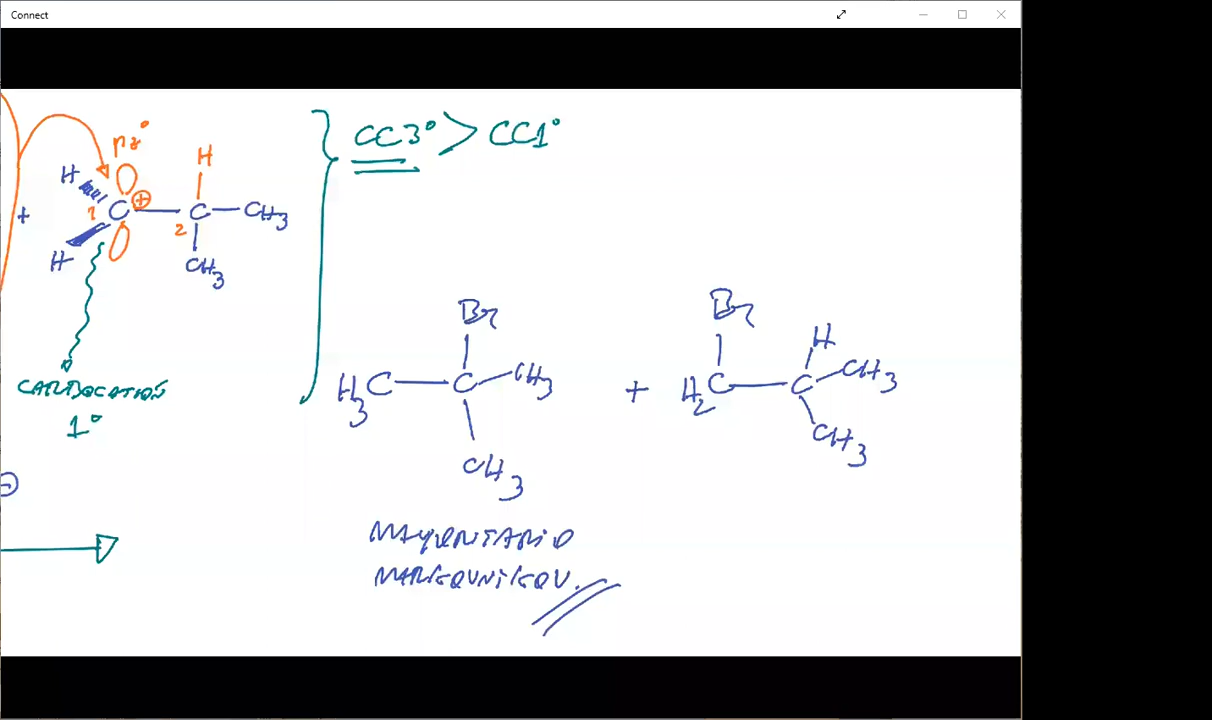 Connect
CC3° > CC1°
pz°
H
H
+
1
C
⊕
C
CH3
2
H
CH3
Br
Br
H
H3C
C
CH3
+
H2C
C
CH3
CARBOCATIÓN
1°
CH3
CH3
⊖
MAYORITARIO
MARKOVNIKOV.